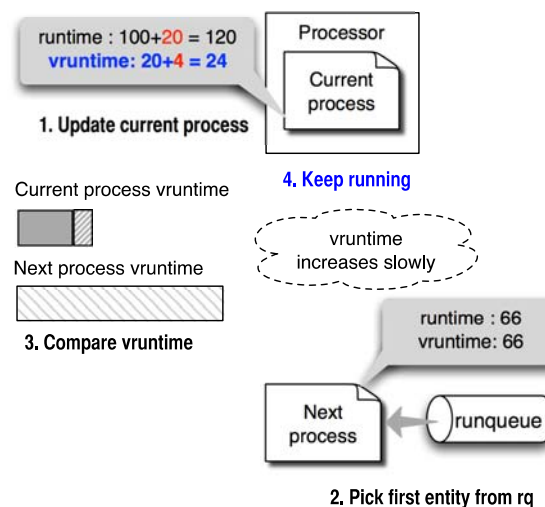 runtime : 100+20 = 120
vruntime: 20+4 = 24
Processor
Current
process
1. Update current process
4. Keep running
Current process vruntime
vruntime
increases slowly
Next process vruntime
3. Compare vruntime
runtime : 66
vruntime: 66
Next
process
runqueue
2. Pick first entity from rq